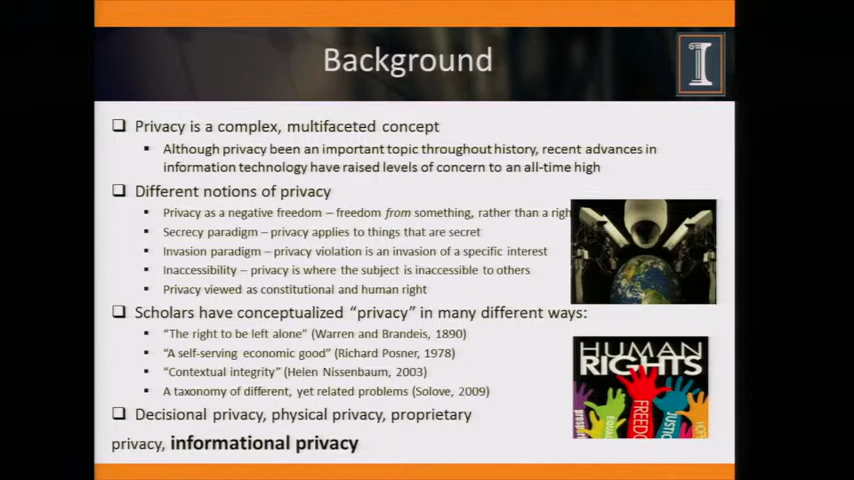 Background
I
❑ Privacy is a complex, multifaceted concept
▪ Although privacy been an important topic throughout history, recent advances in
information technology have raised levels of concern to an all-time high
❑ Different notions of privacy
▪ Privacy as a negative freedom – freedom from something, rather than a righ
▪ Secrecy paradigm – privacy applies to things that are secret
▪ Invasion paradigm – privacy violation is an invasion of a specific interest
▪ Inaccessibility – privacy is where the subject is inaccessible to others
▪ Privacy viewed as constitutional and human right
❑ Scholars have conceptualized “privacy” in many different ways:
▪ “The right to be left alone” (Warren and Brandeis, 1890)
▪ “A self-serving economic good” (Richard Posner, 1978)
▪ “Contextual integrity” (Helen Nissenbaum, 2003)
▪ A taxonomy of different, yet related problems (Solove, 2009)
HUMAN
RIGHTS
FREED
JUSTIC
EQUAL
❑ Decisional privacy, physical privacy, proprietary
privacy, informational privacy